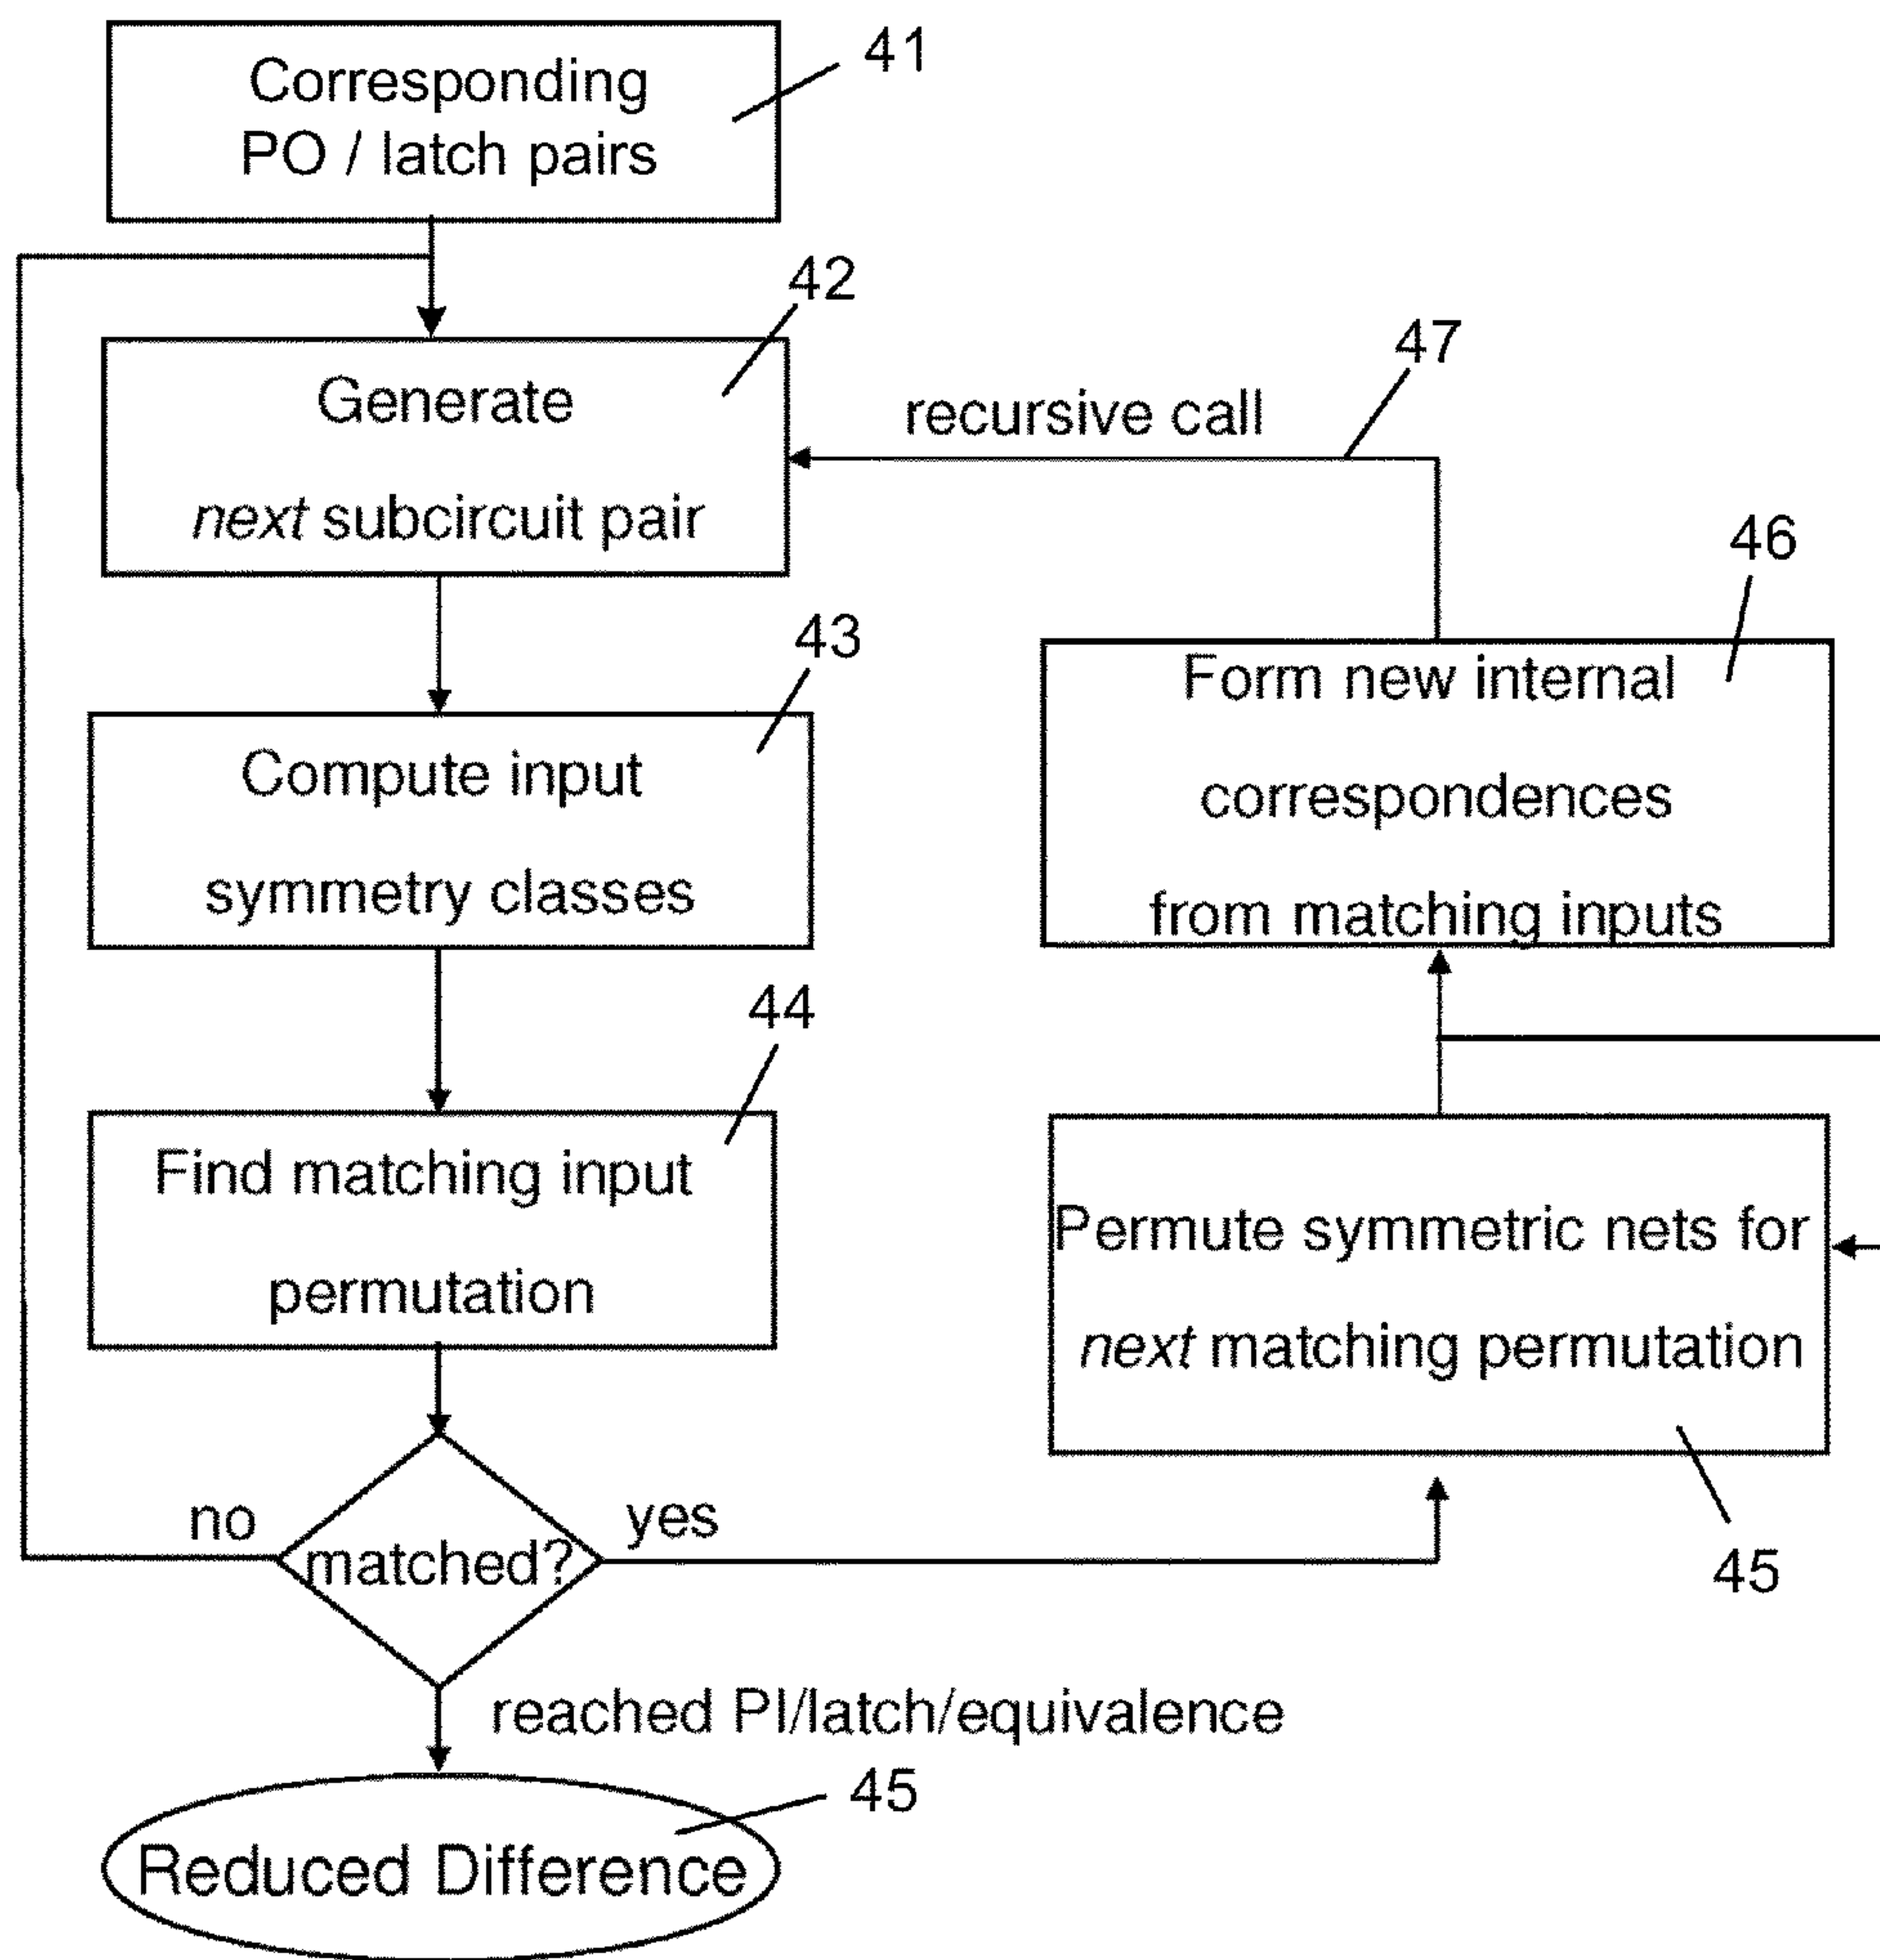 Corresponding
PO / latch pairs
41
Generate
next subcircuit pair
42
recursive call
47
Compute input
symmetry classes
43
Form new internal
correspondences
from matching inputs
46
Find matching input
permutation
44
Permute symmetric nets for
next matching permutation
45
no
matched?
yes
reached PI/latch/equivalence
Reduced Difference
45